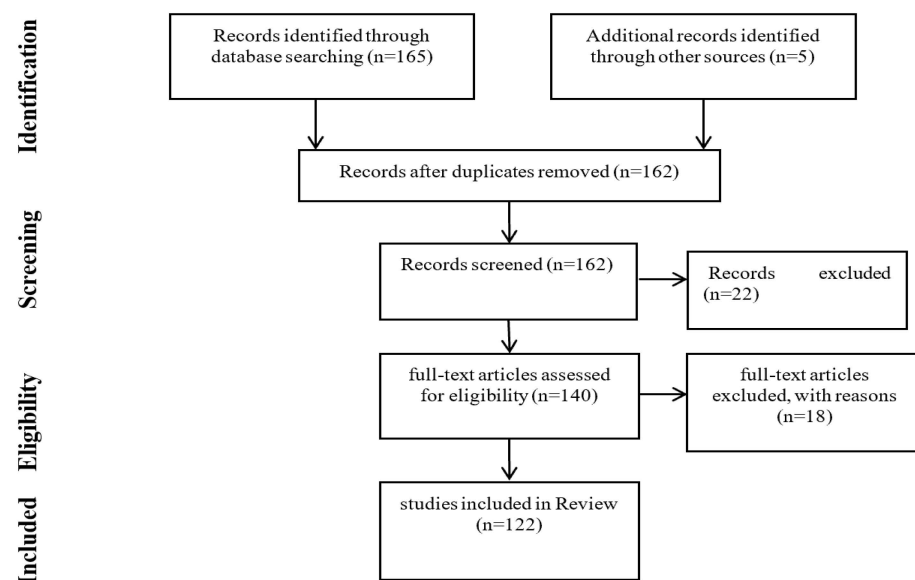 Identification
Records identified through
database searching (n=165)
Additional records identified
through other sources (n=5)
Records after duplicates removed (n=162)
Screening
Records screened (n=162)
Records excluded
(n=22)
Eligibility
full-text articles assessed
for eligibility (n=140)
full-text articles
excluded, with reasons
(n=18)
Included
studies included in Review
(n=122)